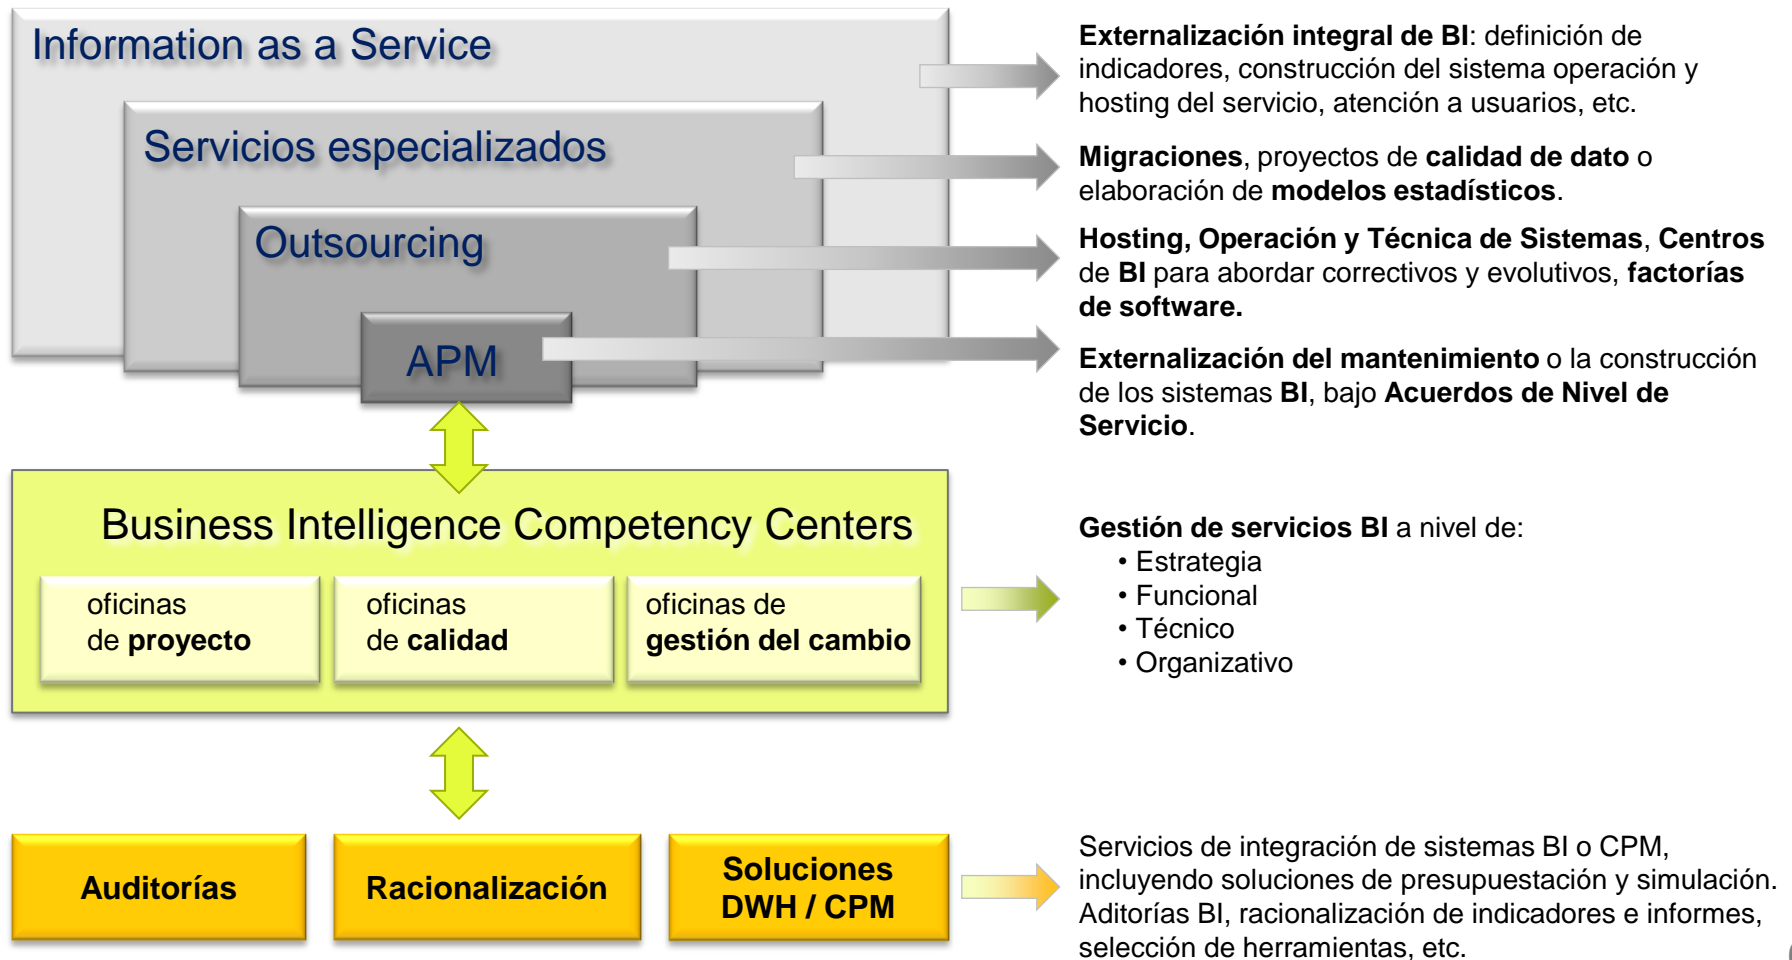 Information as a Service
Externalización integral de BI: definición de
indicadores, construcción del sistema operación y
hosting del servicio, atención a usuarios, etc.
Servicios especializados
Migraciones, proyectos de calidad de dato o
elaboración de modelos estadísticos.
Outsourcing
Hosting, Operación y Técnica de Sistemas, Centros
de BI para abordar correctivos y evolutivos, factorías
de software.
APM
Externalización del mantenimiento o la construcción
de los sistemas BI, bajo Acuerdos de Nivel de
Servicio.
Business Intelligence Competency Centers
oficinas
de proyecto
oficinas
de calidad
oficinas de
gestión del cambio
Gestión de servicios BI a nivel de:
• Estrategia
• Funcional
• Técnico
• Organizativo
Auditorías
Racionalización
Soluciones
DWH / CPM
Servicios de integración de sistemas BI o CPM,
incluyendo soluciones de presupuestación y simulación.
Aditorías BI, racionalización de indicadores e informes,
selección de herramientas, etc.